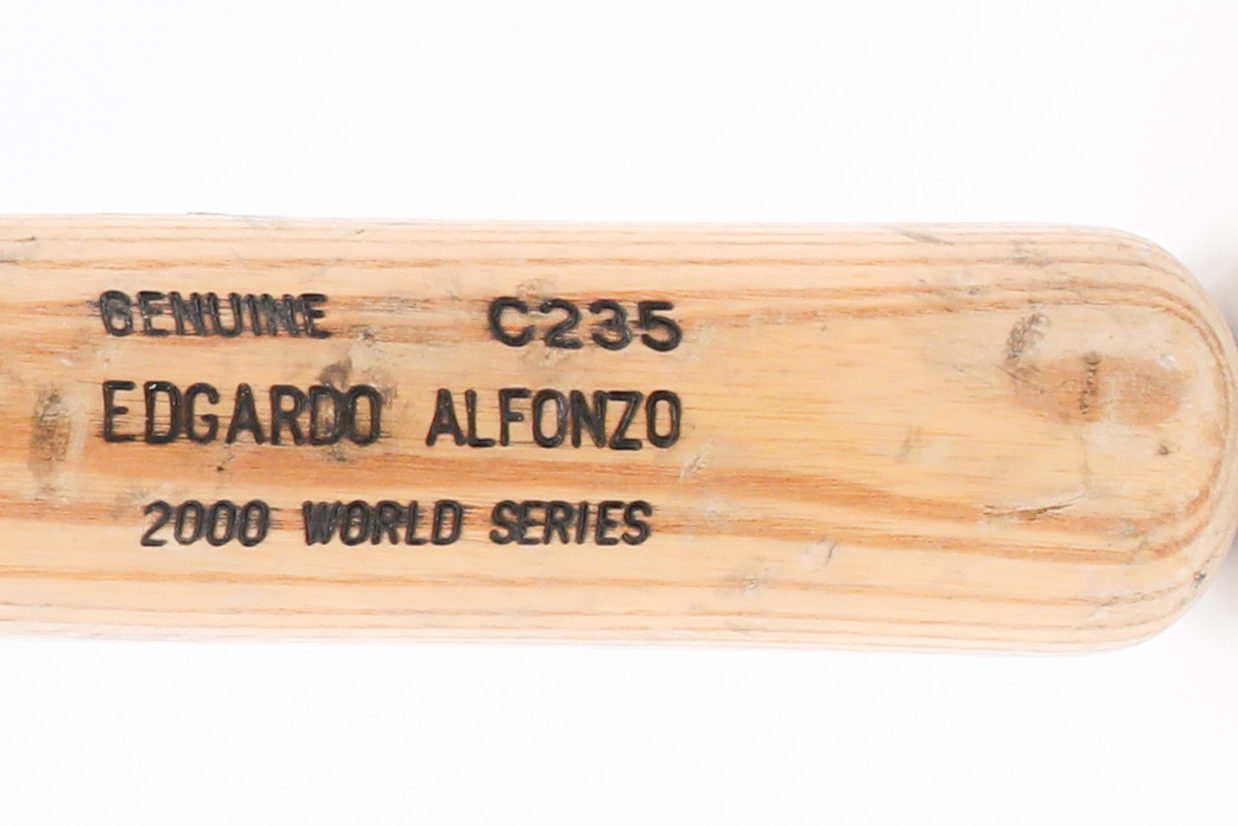 GENUINE C235
EDGARDO ALFONZO
2000 WORLD SERIES